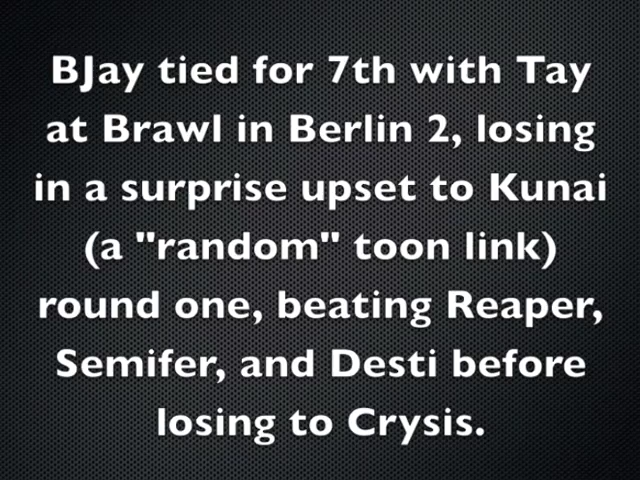 BJay tied for 7th with Tay
at Brawl in Berlin 2, losing
in a surprise upset to Kunai
(a "random" toon link)
round one, beating Reaper,
Semifer, and Desti before
losing to Crysis.